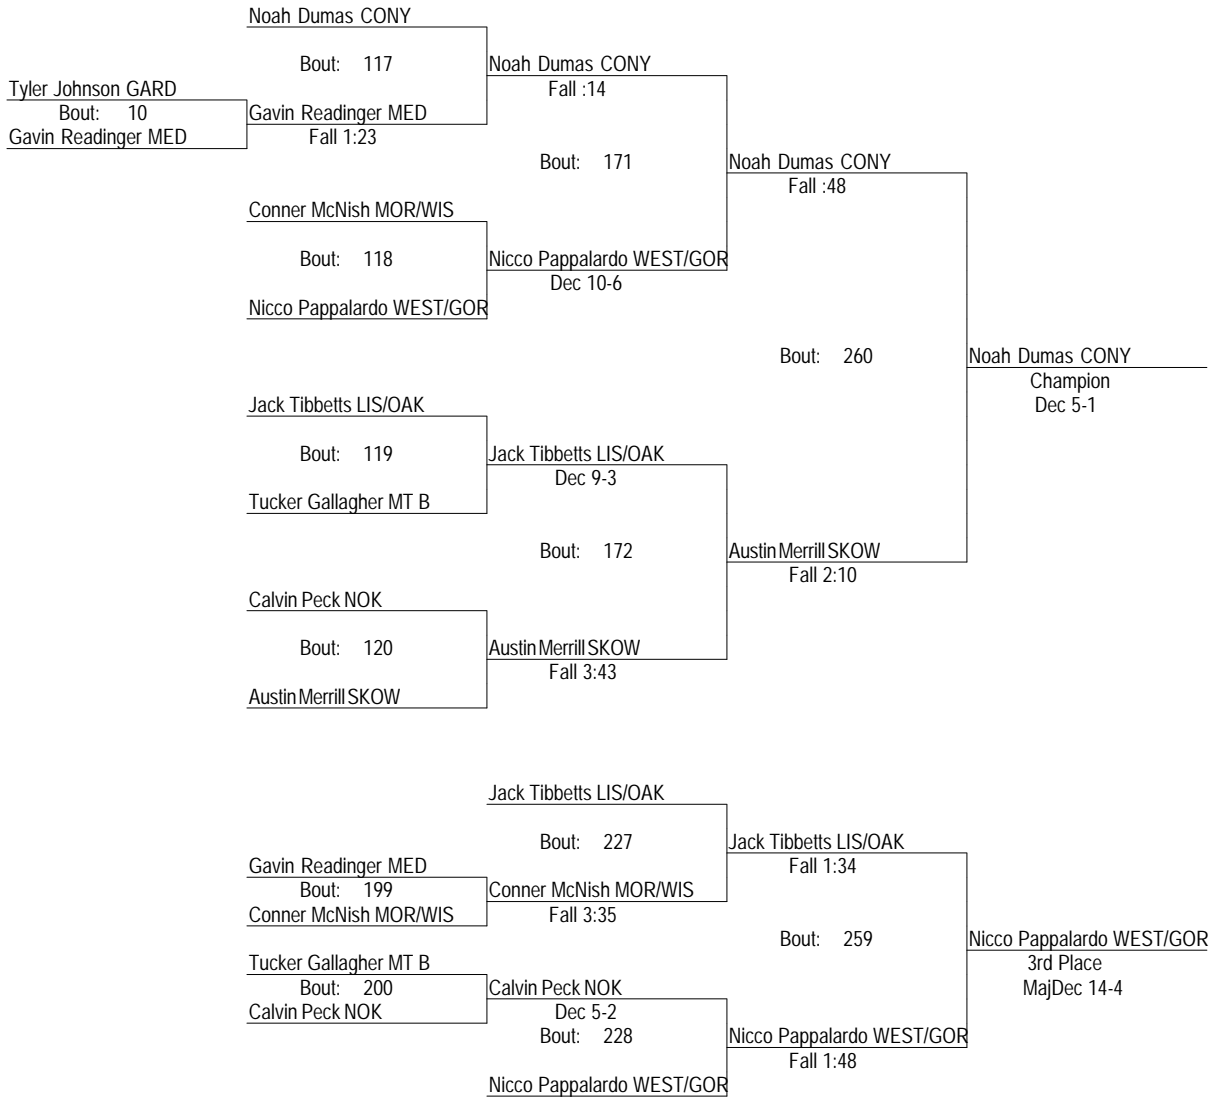 Noah Dumas CONY
Bout: 117
Noah Dumas CONY
Fall :14
Tyler Johnson GARD
Bout: 10
Gavin Readinger MED
Gavin Readinger MED
Fall 1:23
Bout: 171
Noah Dumas CONY
Fall :48
Conner McNish MOR/WIS
Bout: 118
Nicco Pappalardo WEST/GOR
Dec 10-6
Nicco Pappalardo WEST/GOR
Bout: 260
Noah Dumas CONY
Champion
Dec 5-1
Jack Tibbetts LIS/OAK
Bout: 119
Jack Tibbetts LIS/OAK
Dec 9-3
Tucker Gallagher MT B
Bout: 172
Austin Merrill SKOW
Fall 2:10
Calvin Peck NOK
Bout: 120
Austin Merrill SKOW
Fall 3:43
Austin Merrill SKOW
Jack Tibbetts LIS/OAK
Bout: 227
Jack Tibbetts LIS/OAK
Fall 1:34
Gavin Readinger MED
Bout: 199
Conner McNish MOR/WIS
Conner McNish MOR/WIS
Fall 3:35
Bout: 259
Nicco Pappalardo WEST/GOR
3rd Place
MajDec 14-4
Tucker Gallagher MT B
Bout: 200
Calvin Peck NOK
Calvin Peck NOK
Dec 5-2
Bout: 228
Nicco Pappalardo WEST/GOR
Fall 1:48
Nicco Pappalardo WEST/GOR